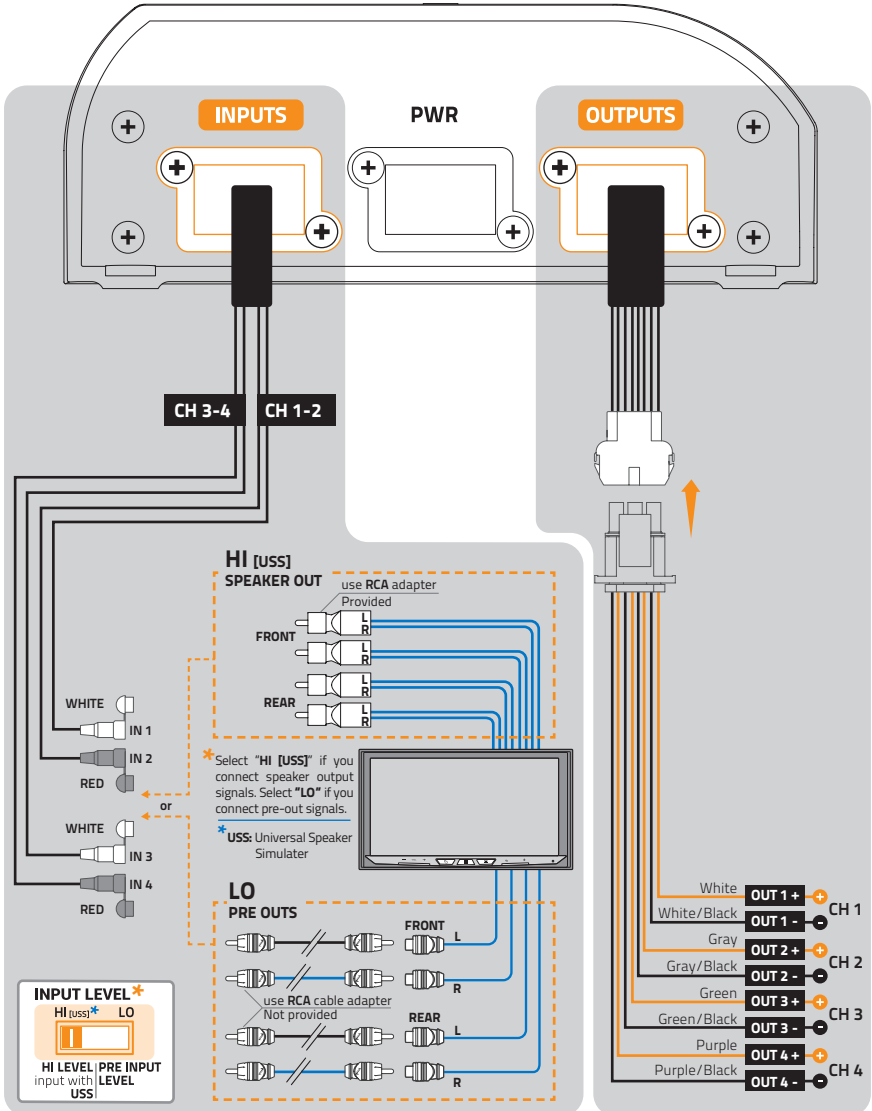 INPUTS
PWR
OUTPUTS
CH 3-4
CH 1-2
HI [USS]
SPEAKER OUT
use RCA adapter
Provided
L
R
FRONT
L
R
L
R
REAR
L
R
WHITE
IN 1
IN 2
RED
or
WHITE
IN 3
IN 4
RED
*Select "HI [USS]" if you
connect speaker output
signals. Select "LO" if you
connect pre-out signals.
*USS: Universal Speaker
Simulater
LO
PRE OUTS
FRONT
L
R
use RCA cable adapter
Not provided
REAR
L
R
INPUT LEVEL*
HI [USS]* LO
HI LEVEL
input with
USS
PRE INPUT
LEVEL
White OUT 1 + +
CH 1
White/Black OUT 1 - -
Gray OUT 2 + +
CH 2
Gray/Black OUT 2 - -
Green OUT 3 + +
CH 3
Green/Black OUT 3 - -
Purple OUT 4 + +
CH 4
Purple/Black OUT 4 - -